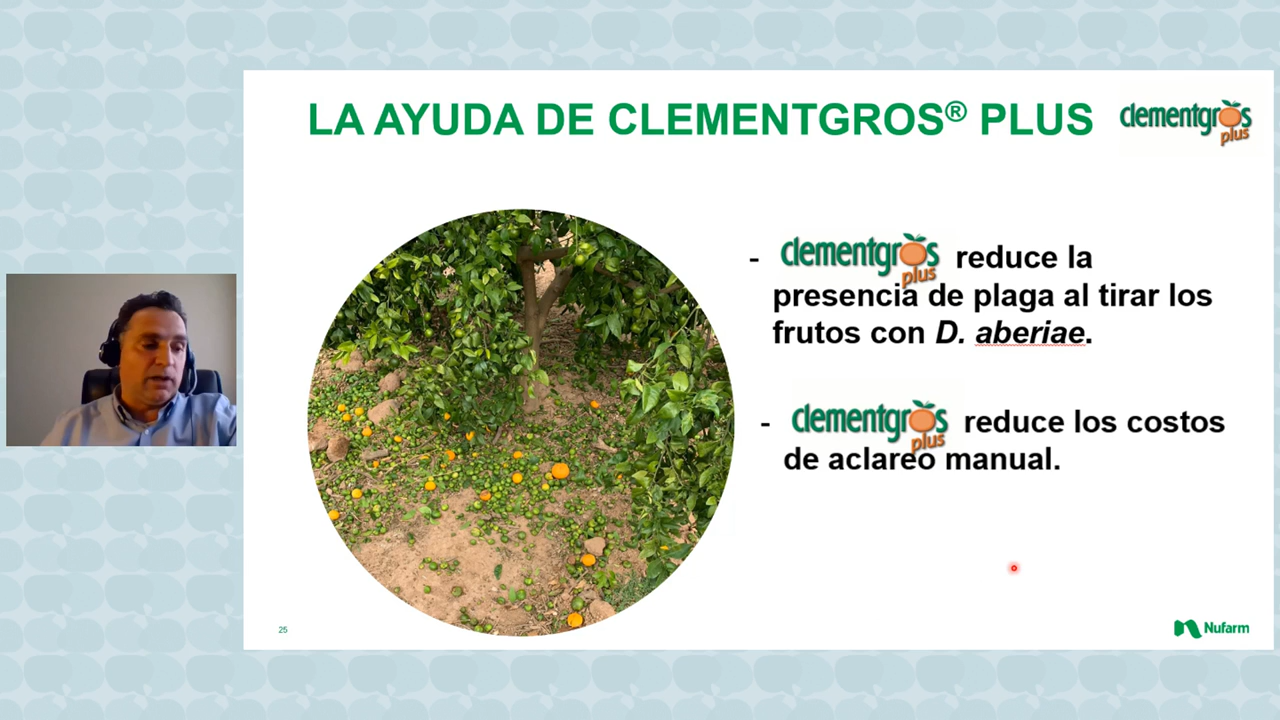 LA AYUDA DE CLEMENTGROS® PLUS
clementgros
plus
- clementgros plus reduce la
presencia de plaga al tirar los
frutos con D. aberiae.
- clementgros plus reduce los costos
de aclareo manual.
25
Nufarm